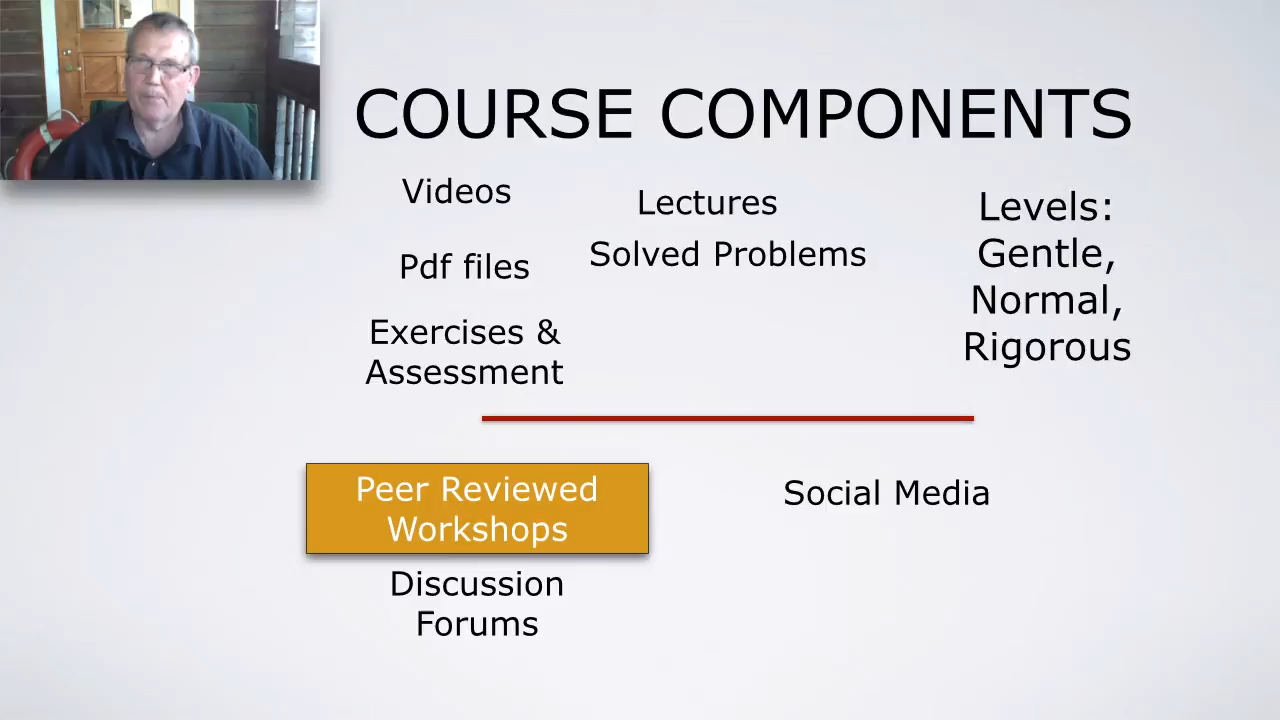 COURSE COMPONENTS
Videos
Lectures
Solved Problems
Pdf files
Exercises &
Assessment
Levels:
Gentle,
Normal,
Rigorous
Peer Reviewed
Workshops
Social Media
Discussion
Forums